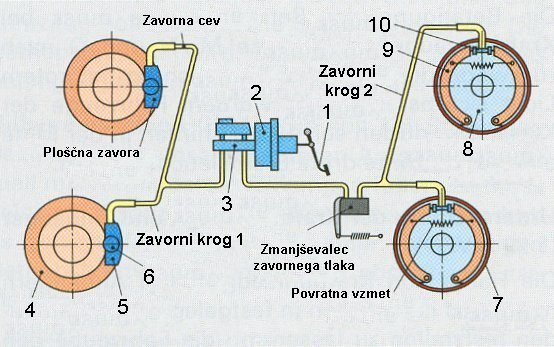 Zavorna cev
10
9
2
Zavorni
krog 2
1
Ploščna zavora
8
3
Zavorni krog 1
6
Zmanjševalec
zavornega tlaka
4
5
Povratna vzmet
7